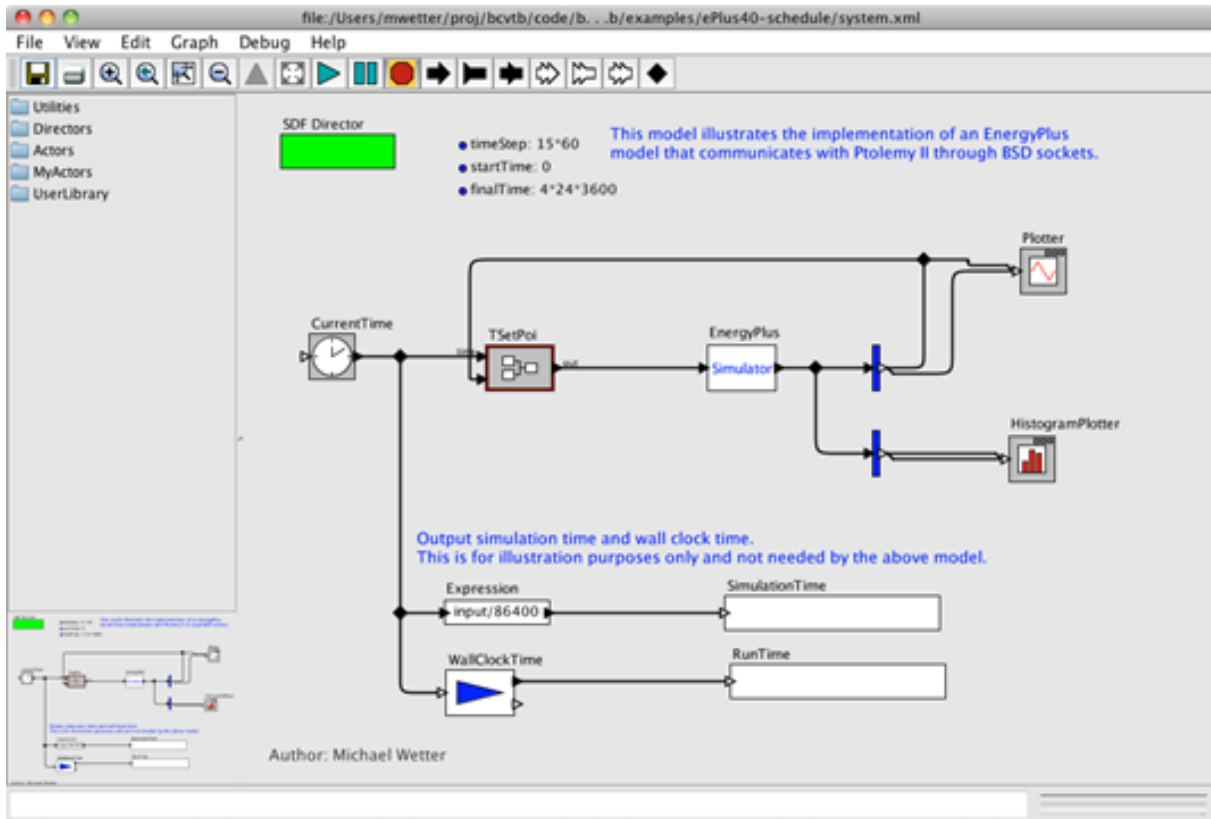 file:/Users/mwetter/proj/bcvtb/code/b. . .b/examples/ePlus40-schedule/system.xml
File View Edit Graph Debug Help
Utilities
Directors
Actors
MyActors
UserLibrary
SDF Director
timeStep: 15*60
startTime: 0
finalTime: 4*24*3600
This model illustrates the implementation of an EnergyPlus
model that communicates with Ptolemy II through BSD sockets.
Plotter
CurrentTime
time
TSetPoi
out
EnergyPlus
Simulator
HistogramPlotter
Output simulation time and wall clock time.
This is for illustration purposes only and not needed by the above model.
Expression
input/86400
SimulationTime
WallClockTime
RunTime
Author: Michael Wetter